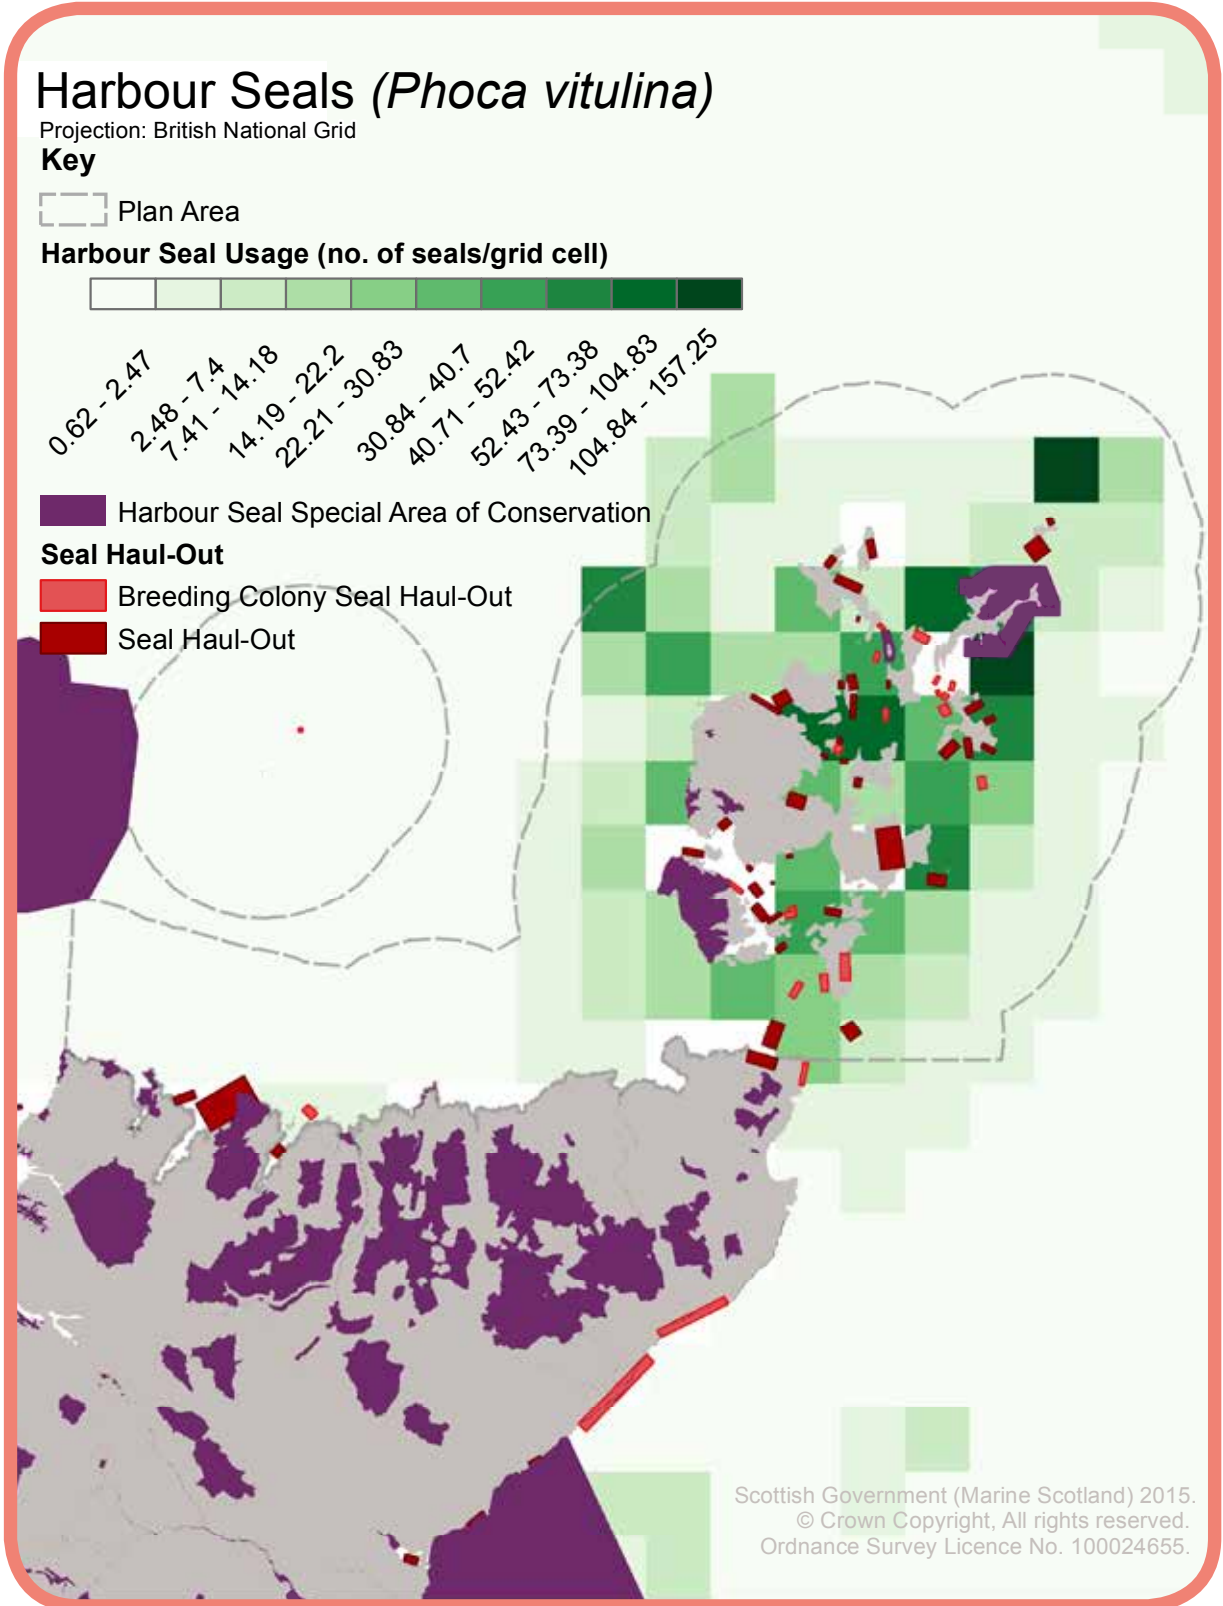 Harbour Seals (Phoca vitulina)
Projection: British National Grid
Key
Plan Area
Harbour Seal Usage (no. of seals/grid cell)
0.62 - 2.47
2.48 - 7.4
7.41 - 14.18
14.19 - 22.2
22.21 - 30.83
30.84 - 40.7
40.71 - 52.42
52.43 - 73.38
73.39 - 104.83
104.84 - 157.25
Harbour Seal Special Area of Conservation
Seal Haul-Out
Breeding Colony Seal Haul-Out
Seal Haul-Out
Scottish Government (Marine Scotland) 2015.
© Crown Copyright, All rights reserved.
Ordnance Survey Licence No. 100024655.